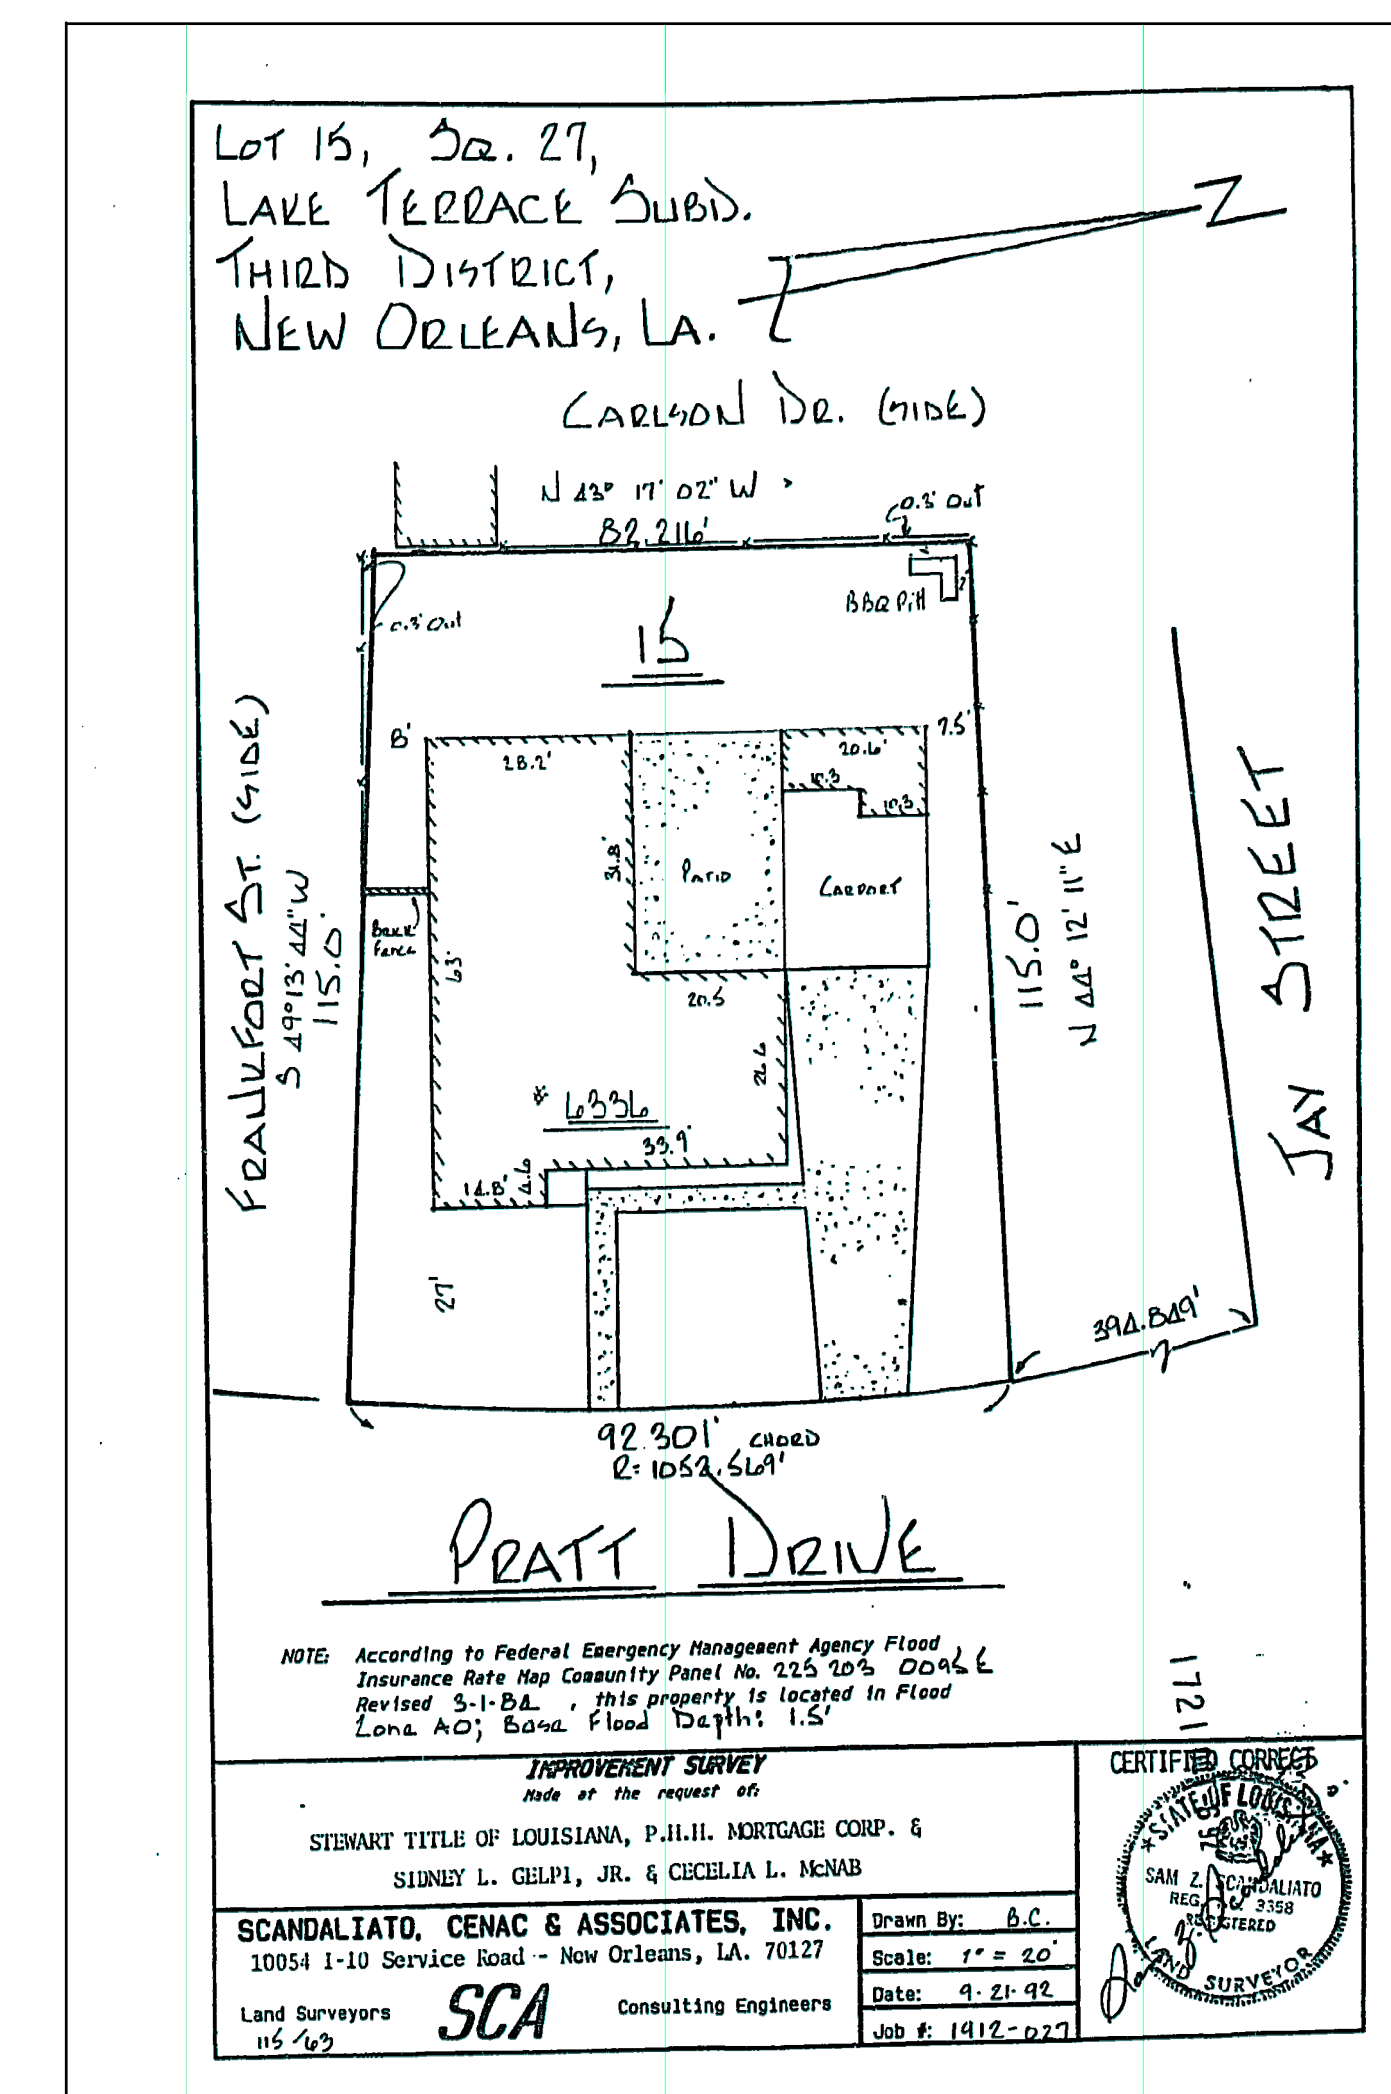 LOT 15, SQ. 27,
LAKE TERRACE SUBD.
THIRD DISTRICT,
NEW ORLEANS, LA.
Z
CARLSON DR. (SIDE)
N 43° 17' 02" W
82.216'
0.3' Out
0.3' Out
BBQ Pitt
15
8'
28.2'
20.6'
7.5'
10.3
10.3
31.8'
PATIO
CARPORT
FRANKFORT ST. (SIDE)
S 49°13'44"W
115.0'
Brick
Fence
63'
20.5
26.6
115.0'
N 44° 12' 11" E
JAY STREET
* 6336
33.9'
14.8'
4.6
27'
394.849'
92.301' CHORD
R= 1052.569'
PRATT DRIVE
NOTE: According to Federal Emergency Management Agency Flood
Insurance Rate Map Community Panel No. 225 203 0095 E
Revised 3-1-84 , this property is located in Flood
Zone AO; Base Flood Depth: 1.5'
1721
IMPROVEMENT SURVEY
Made at the request of:
STEWART TITLE OF LOUISIANA, P.H.H. MORTGAGE CORP. &
SIDNEY L. GELPI, JR. & CECELIA L. McNAB
CERTIFIED CORRECT
STATE OF LOUISIANA
SAM Z. SCANDALIATO
REG. 3358
REGISTERED
LAND SURVEYOR
SCANDALIATO, CENAC & ASSOCIATES, INC.
10054 I-10 Service Road - New Orleans, LA. 70127
Land Surveyors
SCA
Consulting Engineers
115/63
Drawn By: B.C.
Scale: 1" = 20'
Date: 9-21-92
Job #: 1912-027